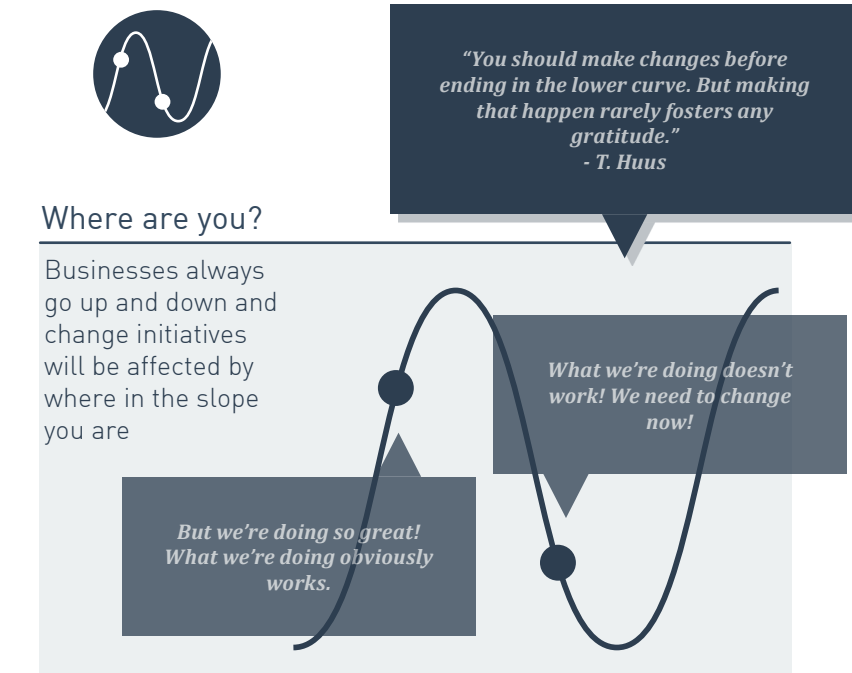 “You should make changes before
ending in the lower curve. But making
that happen rarely fosters any
gratitude.”
- T. Huus
Where are you?
Businesses always
go up and down and
change initiatives
will be affected by
where in the slope
you are
What we’re doing doesn’t
work! We need to change
now!
But we’re doing so great!
What we’re doing obviously
works.